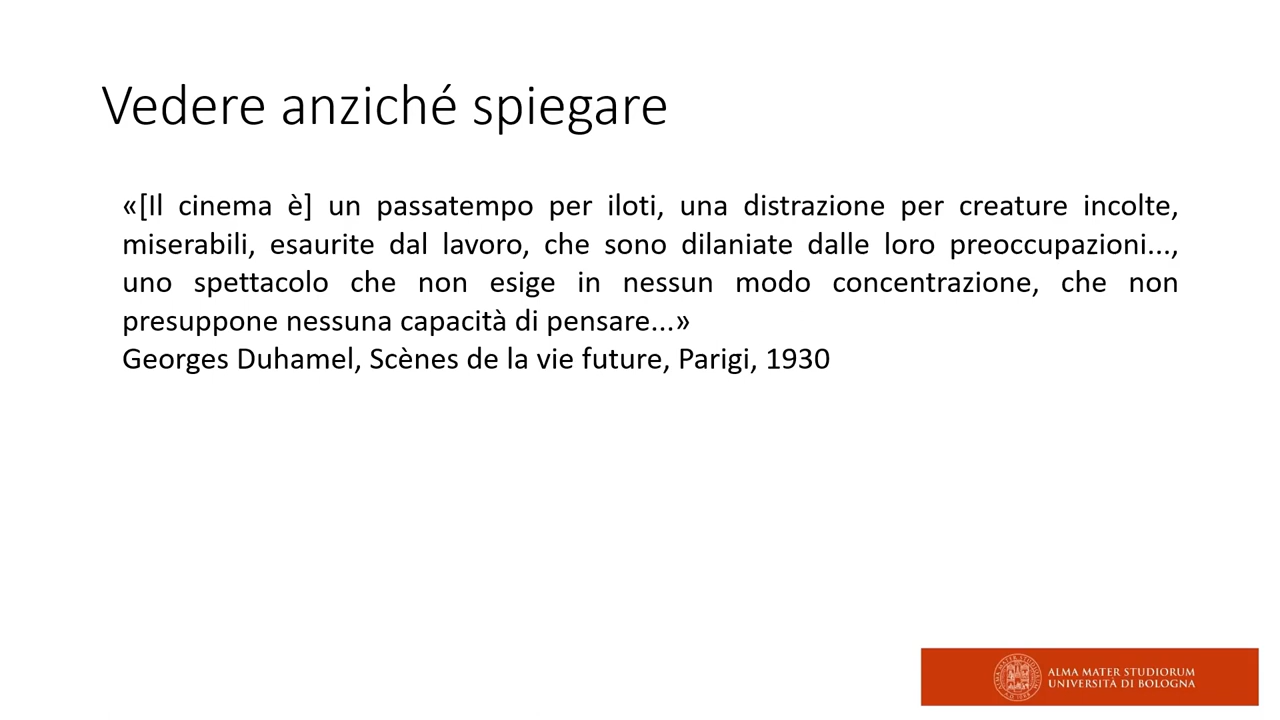 Vedere anziché spiegare
«[Il cinema è] un passatempo per iloti, una distrazione per creature incolte,
miserabili, esaurite dal lavoro, che sono dilaniate dalle loro preoccupazioni...,
uno spettacolo che non esige in nessun modo concentrazione, che non
presuppone nessuna capacità di pensare...»
Georges Duhamel, Scènes de la vie future, Parigi, 1930
ALMA MATER STUDIORUM
UNIVERSITÀ DI BOLOGNA